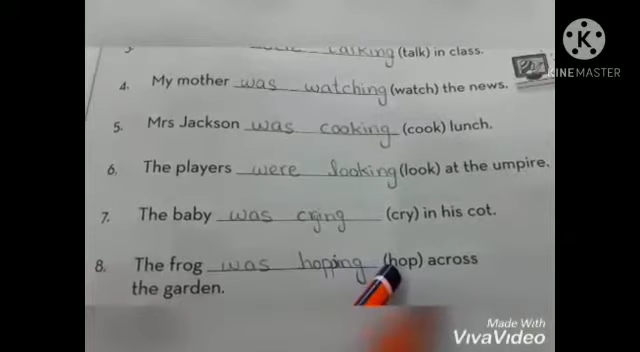 3. talking (talk) in class.
4. My mother was watching (watch) the news.
5. Mrs Jackson was cooking (cook) lunch.
6. The players were looking (look) at the umpire.
7. The baby was crying (cry) in his cot.
8. The frog was hopping (hop) across
the garden.
KINEMASTER
Made With
VivaVideo